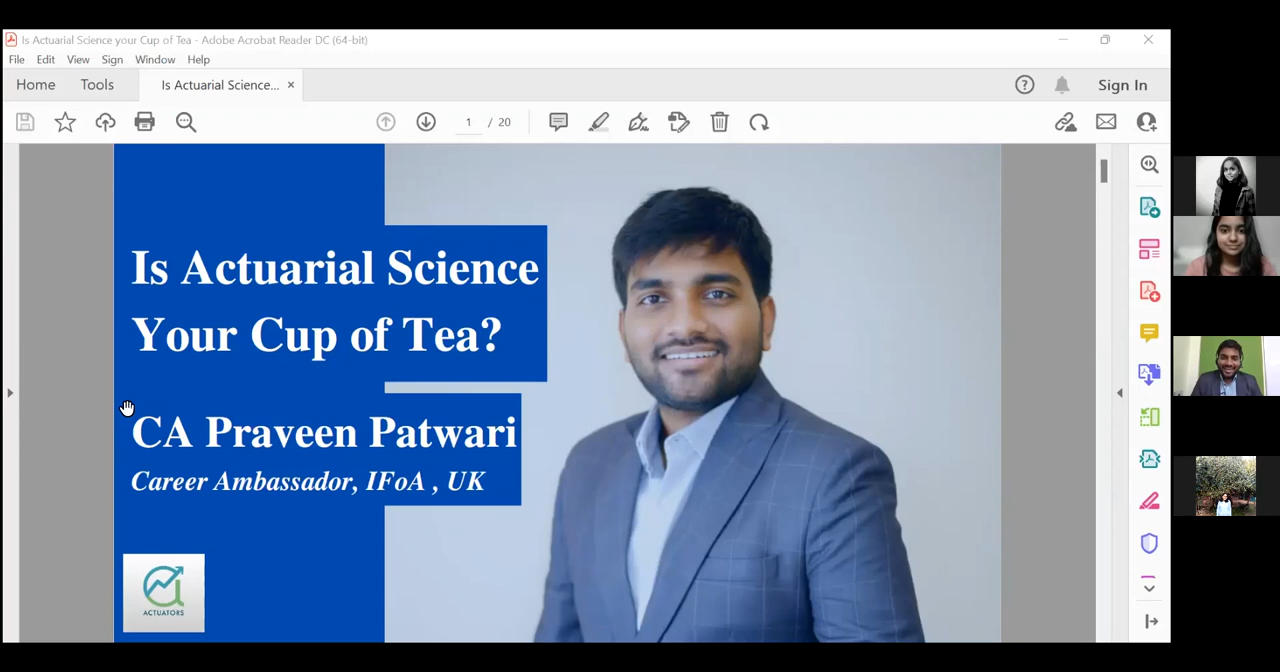 Is Actuarial Science your Cup of Tea - Adobe Acrobat Reader DC (64-bit)
File Edit View Sign Window Help
Home Tools Is Actuarial Science... × Sign In
1 / 20
Is Actuarial Science
Your Cup of Tea?
CA Praveen Patwari
Career Ambassador, IFoA , UK
ACTUATORS